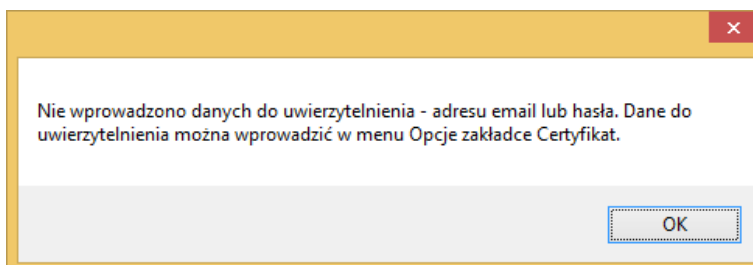 Nie wprowadzono danych do uwierzytelnienia - adresu email lub hasła. Dane do
uwierzytelnienia można wprowadzić w menu Opcje zakładce Certyfikat.
OK